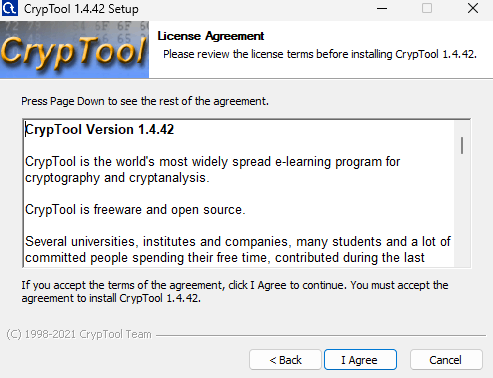 CrypTool 1.4.42 Setup
CrypTool
License Agreement
Please review the license terms before installing CrypTool 1.4.42.
Press Page Down to see the rest of the agreement.
CrypTool Version 1.4.42
CrypTool is the world's most widely spread e-learning program for
cryptography and cryptanalysis.
CrypTool is freeware and open source.
Several universities, institutes and companies, many students and a lot of
committed people spending their free time, contributed during the last
If you accept the terms of the agreement, click I Agree to continue. You must accept the
agreement to install CrypTool 1.4.42.
(C) 1998-2021 CrypTool Team
< Back
I Agree
Cancel